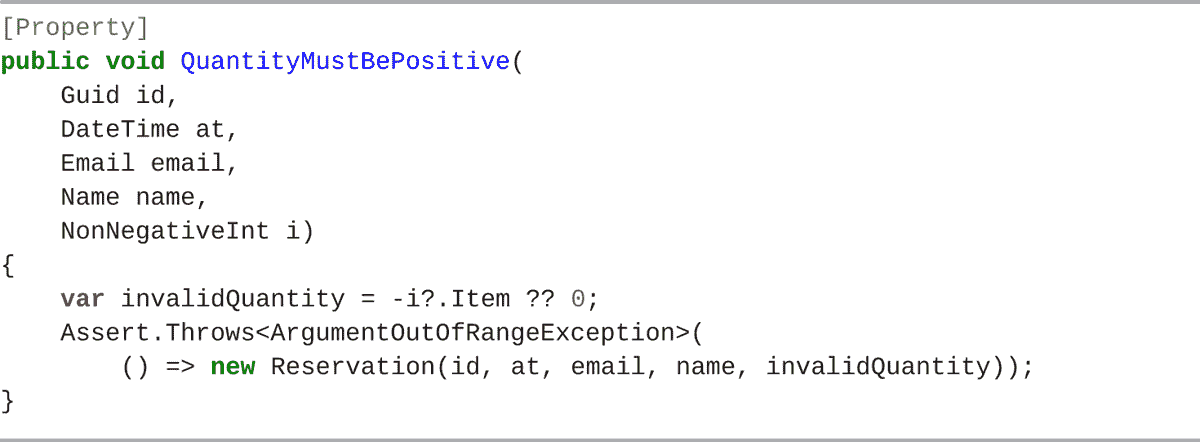 [Property]
public void QuantityMustBePositive(
    Guid id,
    DateTime at,
    Email email,
    Name name,
    NonNegativeInt i)
{
    var invalidQuantity = -i?.Item ?? 0;
    Assert.Throws<ArgumentOutOfRangeException>(
        () => new Reservation(id, at, email, name, invalidQuantity));
}